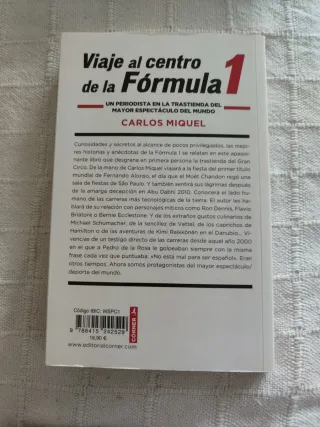 Viaje al centro
de la Fórmula 1
UN PERIODISTA EN LA TRASTIENDA DEL
MAYOR ESPECTÁCULO DEL MUNDO
CARLOS MIQUEL
Curiosidades y secretos al alcance de pocos privilegiados, las mejo-
res historias y anécdotas de la Fórmula 1 se relatan en este apasio-
nante libro que desgrana en primera persona la trastienda del Gran
Circo. De la mano de Carlos Miquel viajará a la fiesta del primer título
mundial de Fernando Alonso, el día que el Moët Chandon regó una
sala de fiestas de São Paulo. Y también sentirá sus lágrimas después
de la amarga decepción de Abu Dabi, en 2010. Conocerá el lado hu-
mano de las carreras más tecnológicas de la tierra. El autor les ha-
blará de su relación con personajes míticos como Ron Dennis, Flavio
Briatore o Bernie Ecclestone. Y de los extraños gustos culinarios de
Michael Schumacher, de la sencillez de Vettel, de los caprichos de
Hamilton o de las aventuras de Kimi Raikkönën en el Danubio... Vi-
vencias de un testigo directo de las carreras desde aquel año 2000
en el que a Pedro de la Rosa le golpeaban siempre con la misma
frase cada vez que puntuaba: «No está mal para ser español». Eran
otros tiempos. Ahora somos protagonistas del mayor espectáculo/
deporte del mundo.
Código IBIC: WSPC1
9 788415 242529
16,90 €
CÓRNER
www.editorialcorner.com